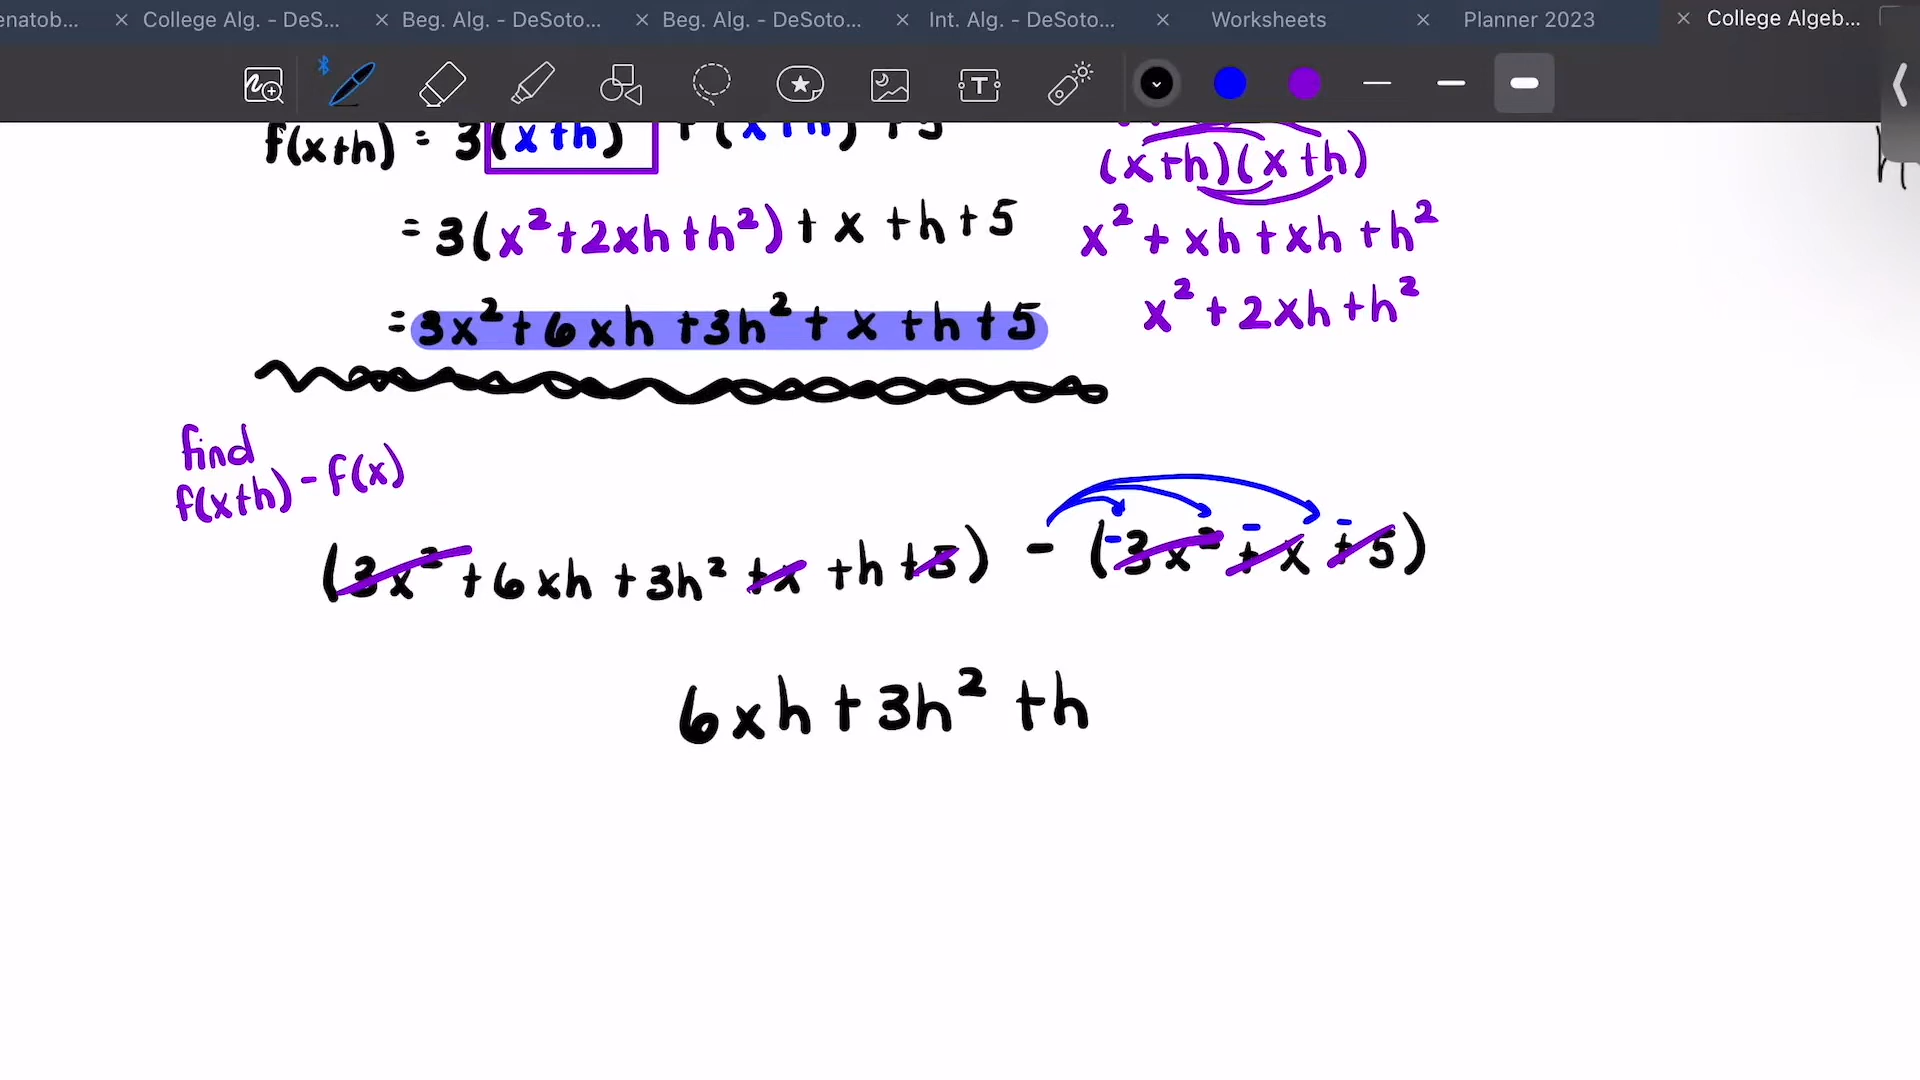 enatob... × College Alg. - DeS... × Beg. Alg. - DeSoto... × Beg. Alg. - DeSoto... × Int. Alg. - DeSoto... × Worksheets × Planner 2023 × College Algeb...
f(x+h) = 3(x+h) + (x+h) + 5
(x+h)(x+h)
= 3(x²+2xh+h²) + x + h + 5
x² + xh + xh + h²
= 3x² + 6xh + 3h² + x + h + 5
x² + 2xh + h²
find
f(x+h) - f(x)
(3x² + 6xh + 3h² + x + h + 5) - (3x² + x + 5)
6xh + 3h² + h